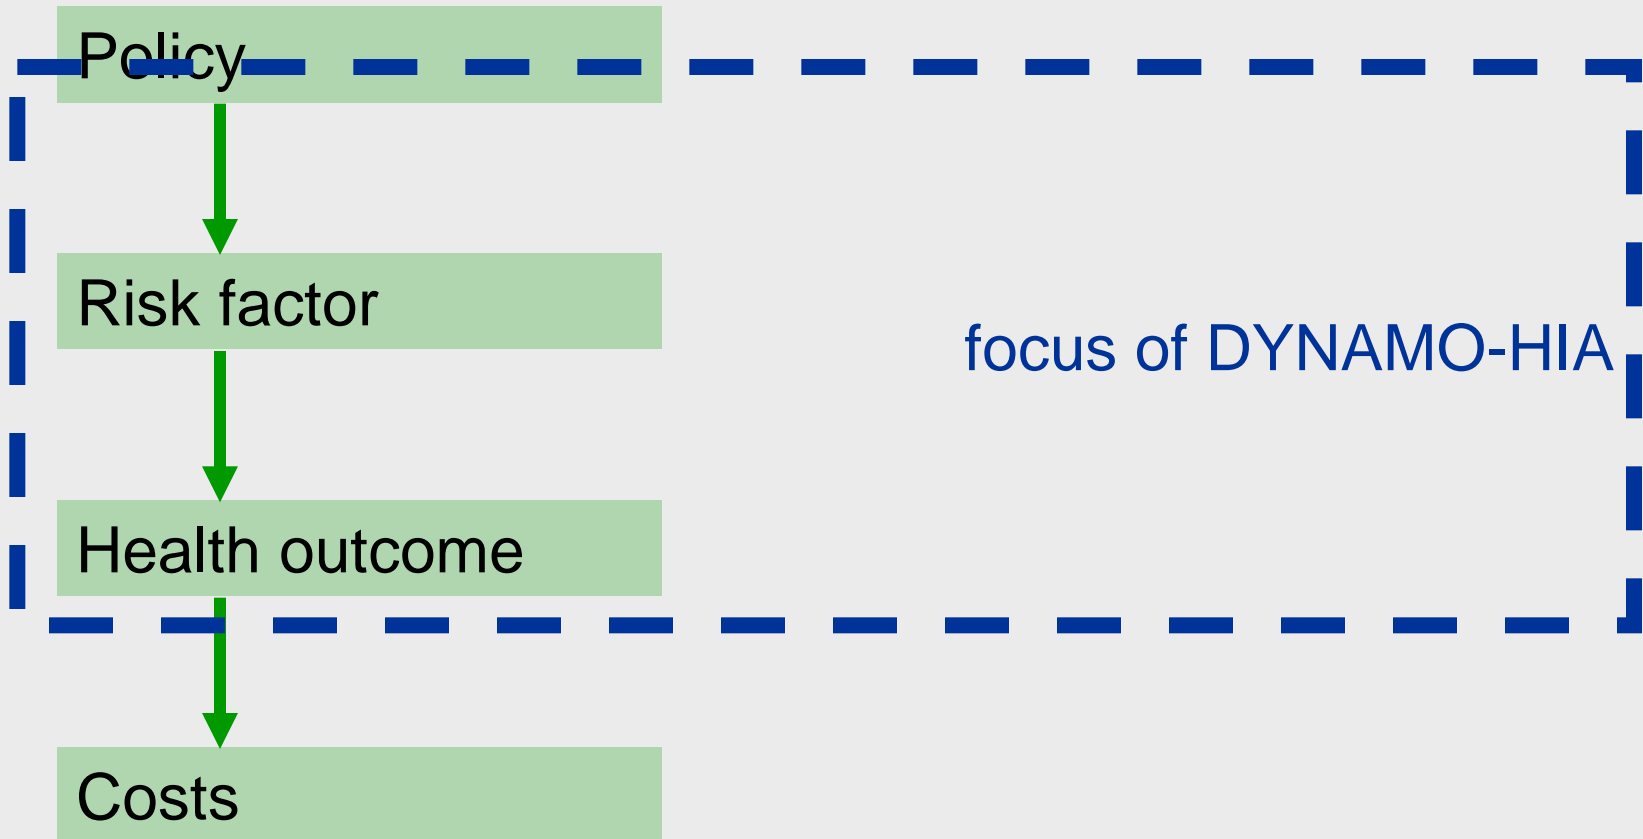 Policy
Risk factor
focus of DYNAMO-HIA
Health outcome
Costs